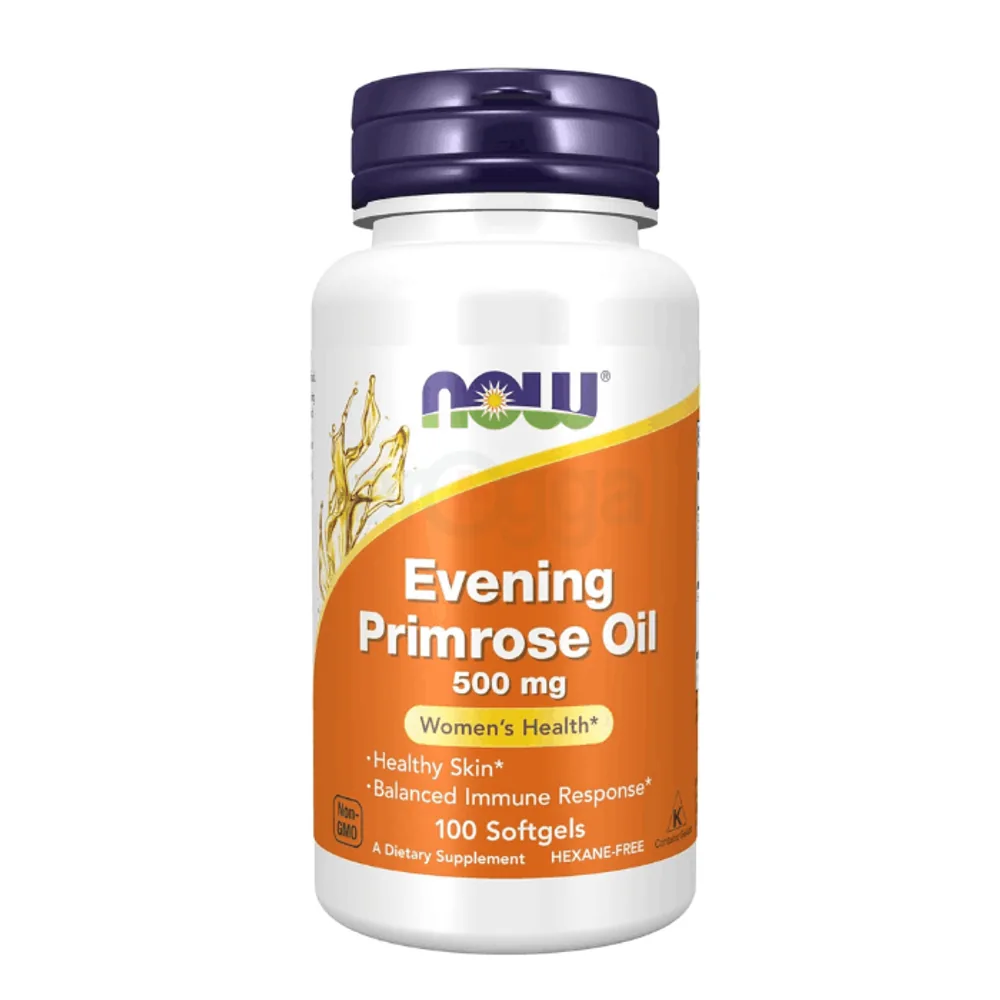 NOW®
Evening
Primrose Oil
500 mg
Women's Health*
•Healthy Skin*
•Balanced Immune Response*
100 Softgels
Non-
GMO
K
A Dietary Supplement HEXANE-FREE